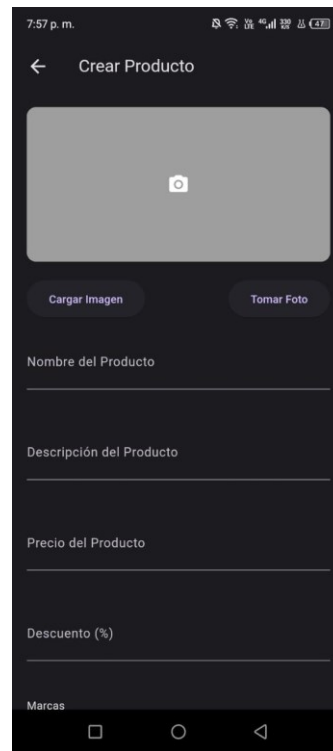 7:57 p. m.
Crear Producto
Cargar Imagen
Tomar Foto
Nombre del Producto
Descripción del Producto
Precio del Producto
Descuento (%)
Marcas